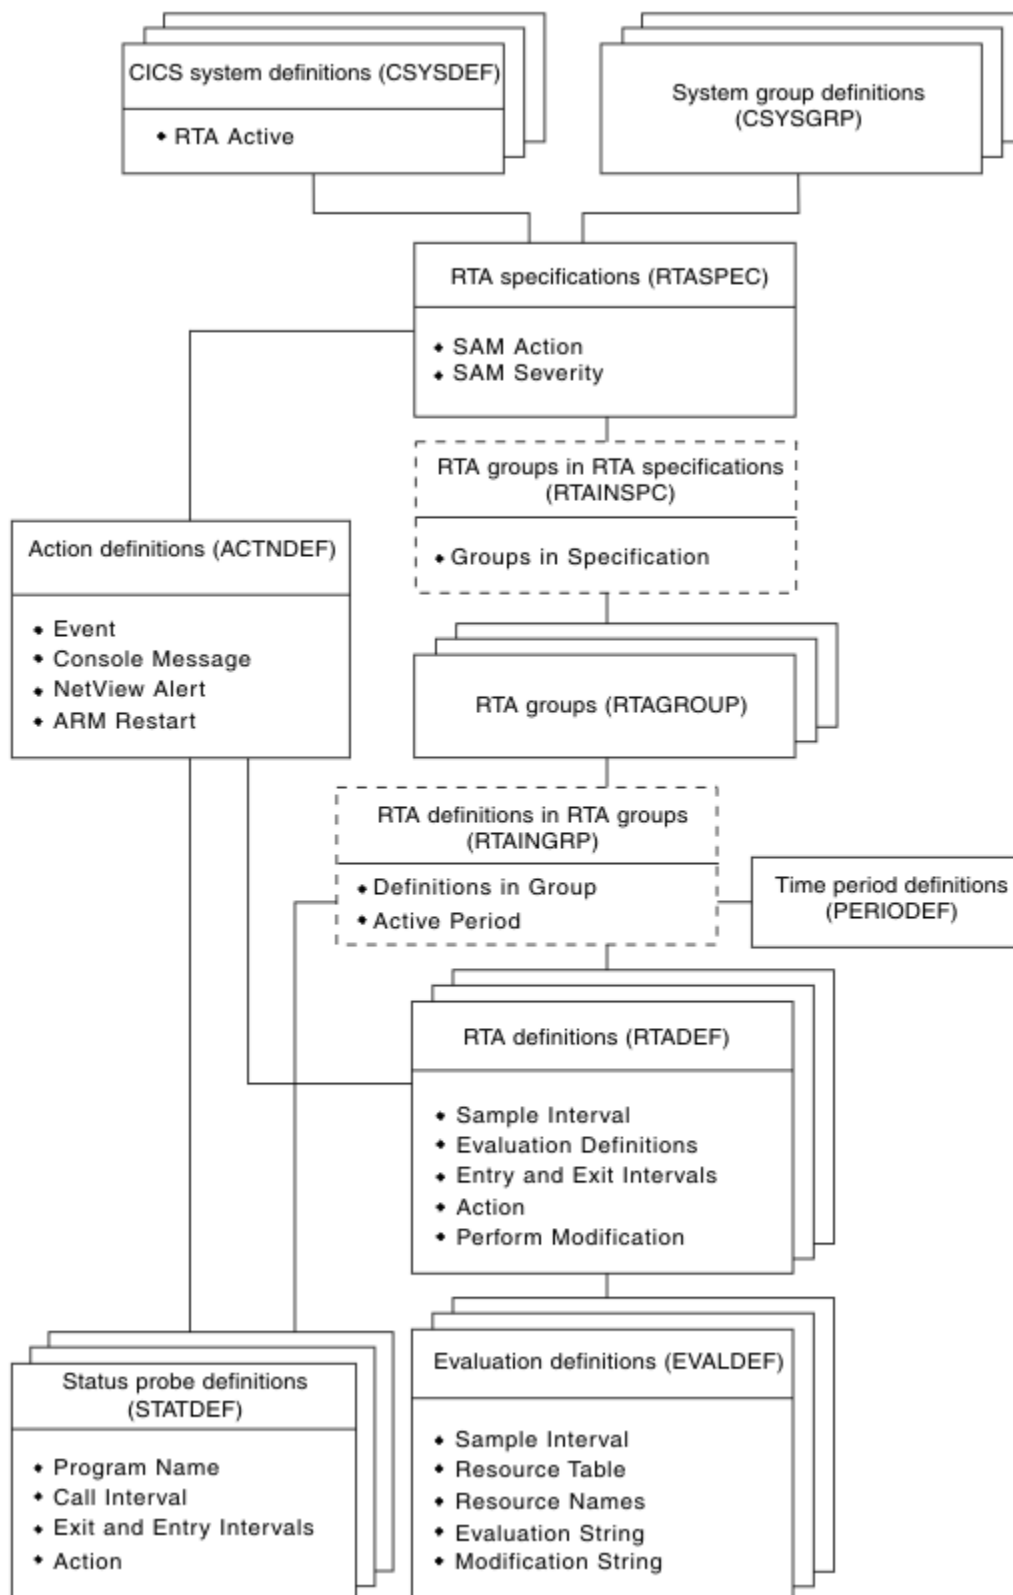 CICS system definitions (CSYSDEF)
• RTA Active
System group definitions
(CSYSGRP)
RTA specifications (RTASPEC)
• SAM Action
• SAM Severity
RTA groups in RTA specifications
(RTAINSPC)
• Groups in Specification
Action definitions (ACTNDEF)
• Event
• Console Message
• NetView Alert
• ARM Restart
RTA groups (RTAGROUP)
RTA definitions in RTA groups
(RTAINGRP)
• Definitions in Group
• Active Period
Time period definitions
(PERIODEF)
RTA definitions (RTADEF)
• Sample Interval
• Evaluation Definitions
• Entry and Exit Intervals
• Action
• Perform Modification
Status probe definitions
(STATDEF)
• Program Name
• Call Interval
• Exit and Entry Intervals
• Action
Evaluation definitions (EVALDEF)
• Sample Interval
• Resource Table
• Resource Names
• Evaluation String
• Modification String